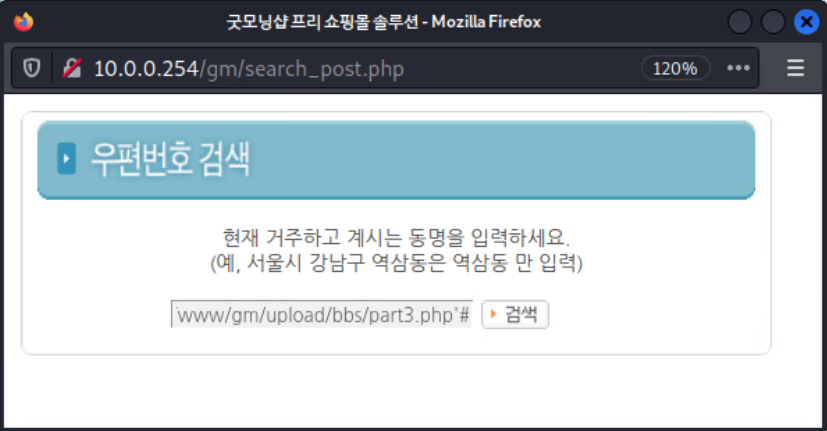 굿모닝샵 프리 쇼핑몰 솔루션 - Mozilla Firefox
10.0.0.254/gm/search_post.php 120%
우편번호 검색
현재 거주하고 계시는 동명을 입력하세요.
(예, 서울시 강남구 역삼동은 역삼동 만 입력)
www/gm/upload/bbs/part3.php'# 검색